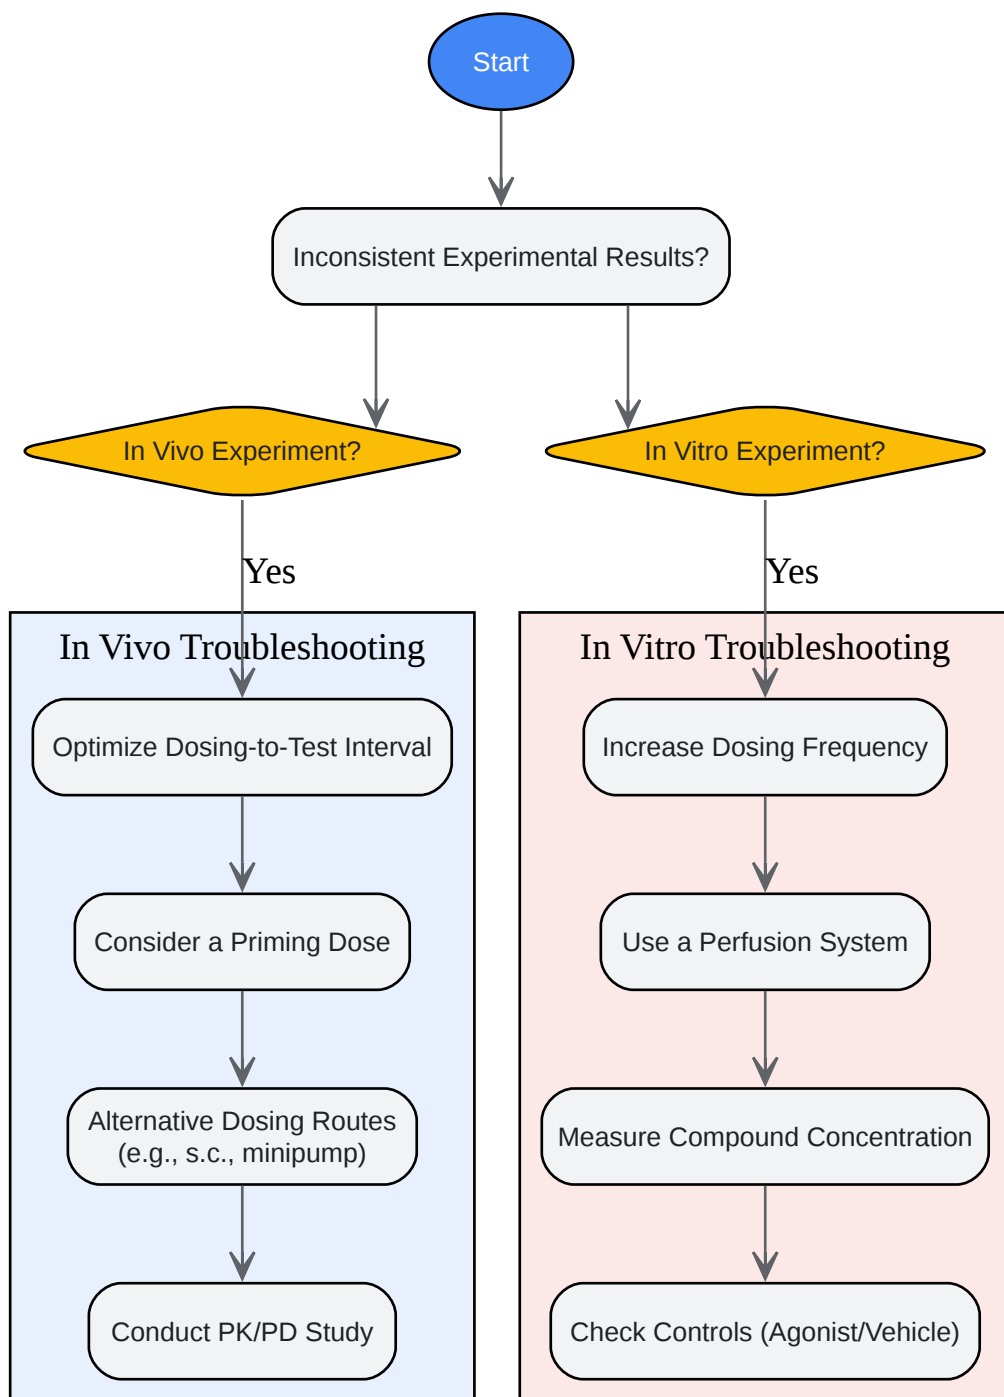 Start
Inconsistent Experimental Results?
In Vivo Experiment?
In Vitro Experiment?
Yes
Yes
In Vivo Troubleshooting
Optimize Dosing-to-Test Interval
Consider a Priming Dose
Alternative Dosing Routes
(e.g., s.c., minipump)
Conduct PK/PD Study
In Vitro Troubleshooting
Increase Dosing Frequency
Use a Perfusion System
Measure Compound Concentration
Check Controls (Agonist/Vehicle)